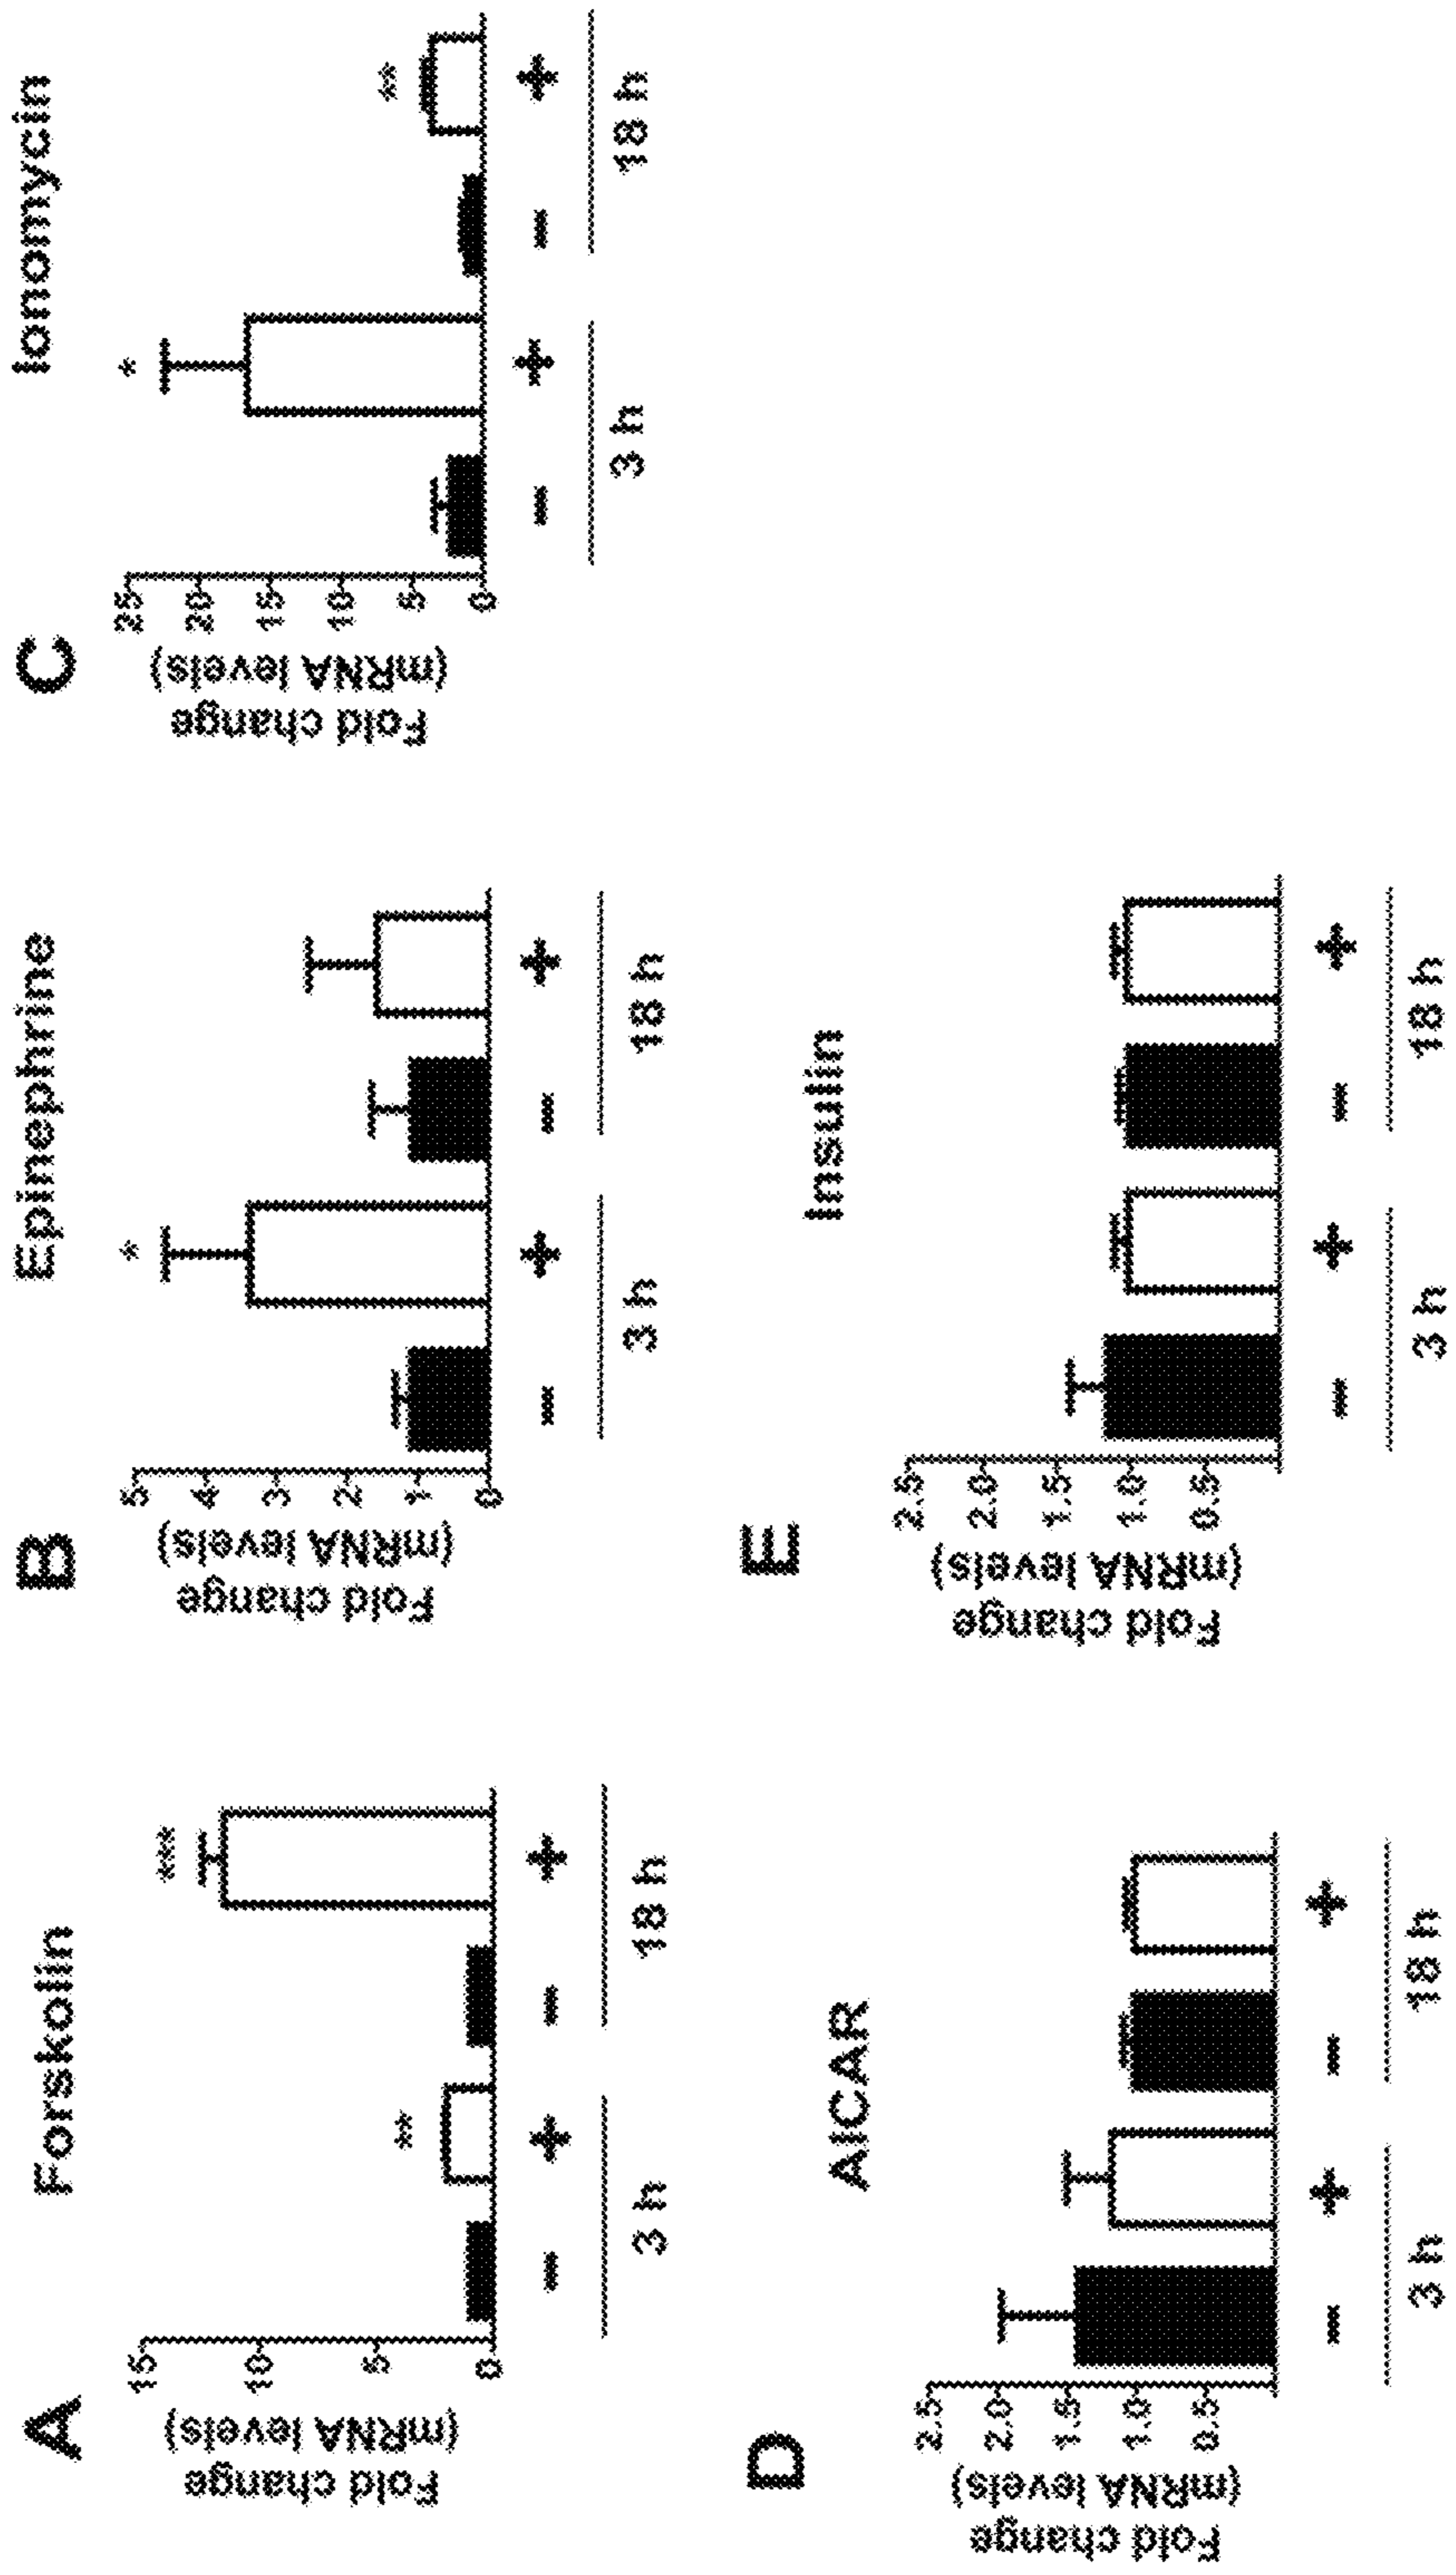 A
Forskolin
Fold change
(mRNA levels)
15
10
5
0
***
**
− + − +
3 h 18 h
B
Epinephrine
Fold change
(mRNA levels)
5
4
3
2
1
0
*
− + − +
3 h 18 h
C
Ionomycin
Fold change
(mRNA levels)
25
20
15
10
5
0
*
**
− + − +
3 h 18 h
D
AICAR
Fold change
(mRNA levels)
2.5
2.0
1.5
1.0
0.5
− + − +
3 h 18 h
E
Insulin
Fold change
(mRNA levels)
2.5
2.0
1.5
1.0
0.5
− + − +
3 h 18 h